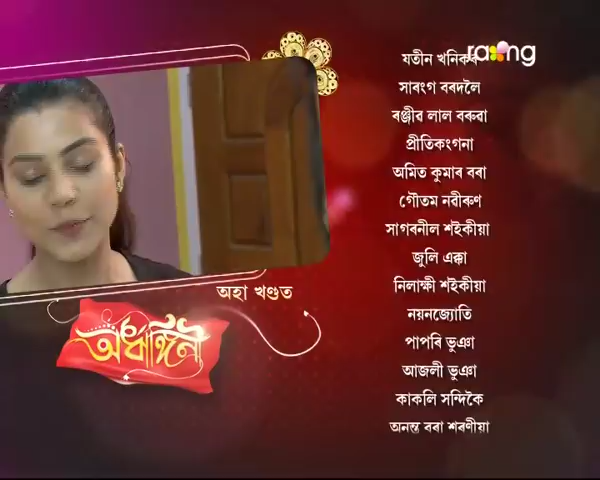 rang
যতীন খনিকৰ
সাৰংগ বৰদলৈ
ৰঞ্জীৱ লাল বৰুৱা
প্ৰীতিকংগনা
অমিত কুমাৰ বৰা
গৌতম নবীৰুণ
সাগৰনীল শইকীয়া
জুলি এক্কা
নিলাক্ষী শইকীয়া
নয়নজ্যোতি
পাপৰি ভুঞা
আজলী ভুঞা
কাকলি সন্দিকৈ
অনন্ত বৰা শৰণীয়া
অহা খণ্ডত
অৰ্ধাঙ্গিনী